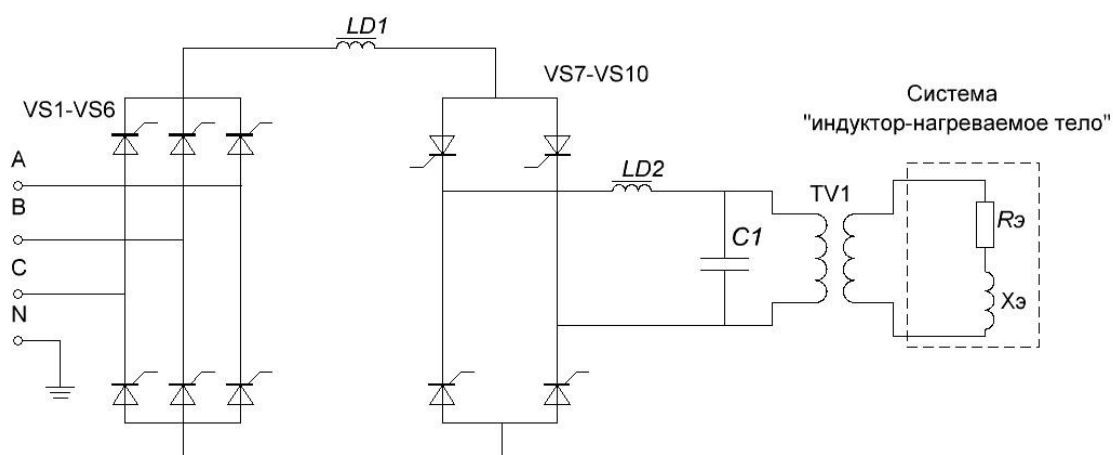 LD1
VS1-VS6
VS7-VS10
Система
"индуктор-нагреваемое тело"
A
B
C
N
LD2
C1
TV1
Rэ
Xэ